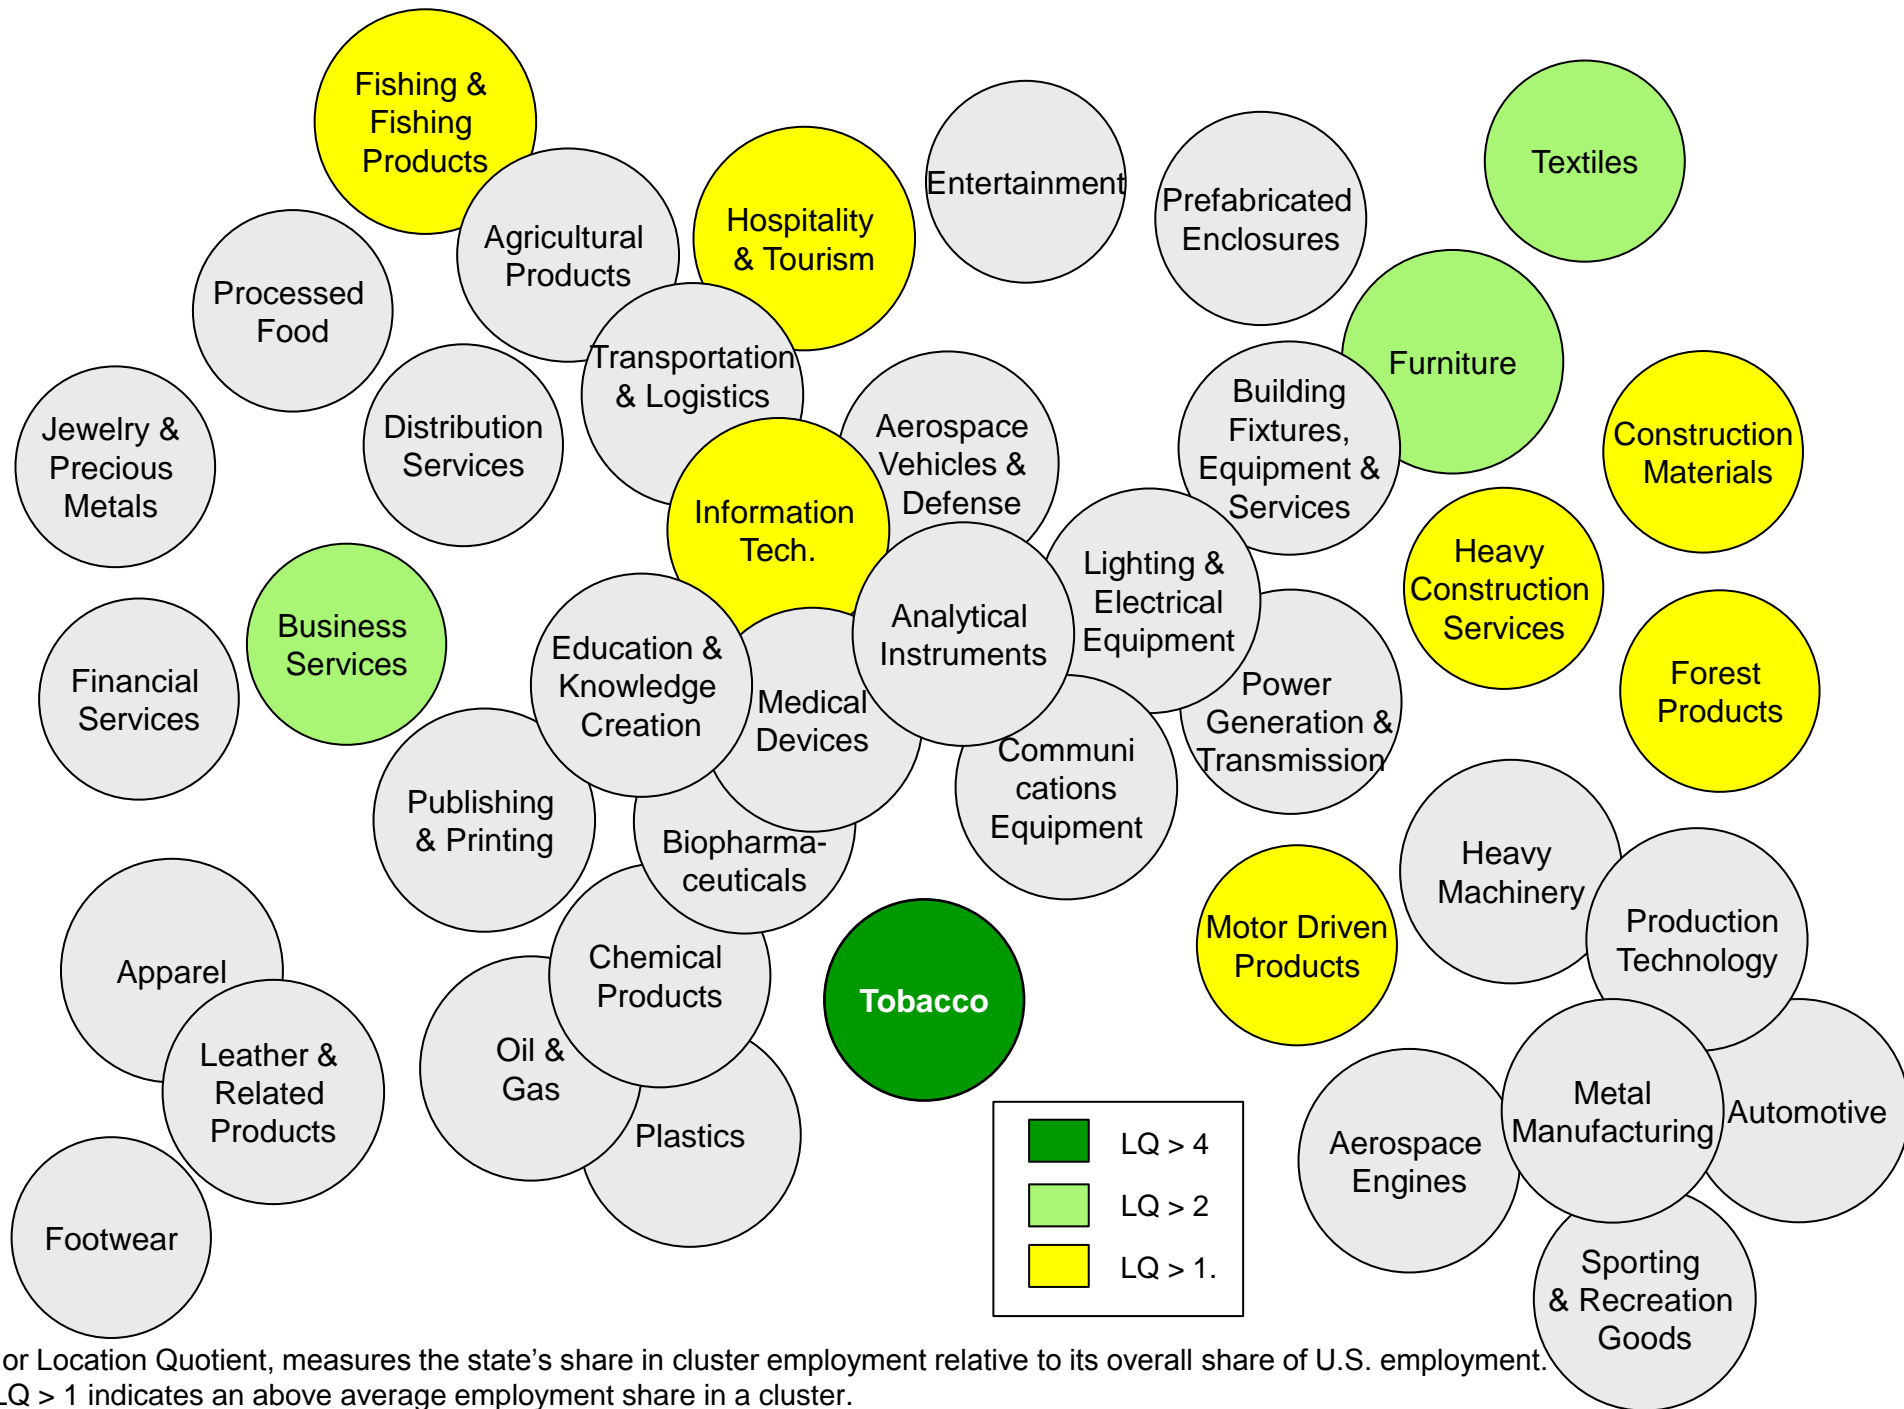 Fishing &
Fishing
Products
Textiles
Entertainment
Prefabricated
Enclosures
Hospitality
& Tourism
Agricultural
Products
Processed
Food
Transportation
& Logistics
Furniture
Building
Fixtures,
Equipment &
Services
Jewelry &
Precious
Metals
Distribution
Services
Aerospace
Vehicles &
Defense
Construction
Materials
Information
Tech.
Heavy
Construction
Services
Lighting &
Electrical
Equipment
Analytical
Instruments
Business
Services
Education &
Knowledge
Creation
Financial
Services
Medical
Devices
Power
Generation &
Transmission
Forest
Products
Communi
cations
Equipment
Publishing
& Printing
Biopharma-
ceuticals
Heavy
Machinery
Motor Driven
Products
Production
Technology
Apparel
Chemical
Products
Tobacco
Leather &
Related
Products
Oil &
Gas
Plastics
Metal
Manufacturing
Automotive
Aerospace
Engines
Footwear
Sporting
& Recreation
Goods
LQ > 4
LQ > 2
LQ > 1.
or Location Quotient, measures the state’s share in cluster employment relative to its overall share of U.S. employment.
LQ > 1 indicates an above average employment share in a cluster.